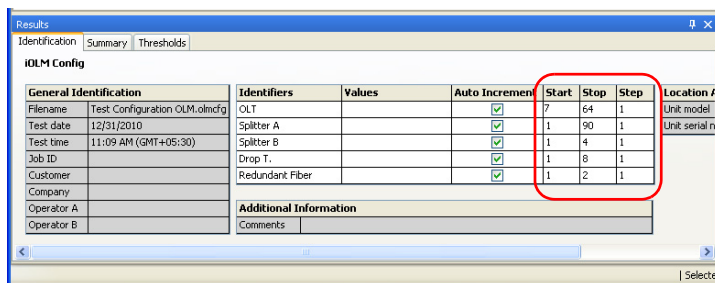 Results
Identification Summary Thresholds
iOLM Config
General Identification
Filename Test Configuration OLM.olmcfg
Test date 12/31/2010
Test time 11:09 AM (GMT+05:30)
Job ID
Customer
Company
Operator A
Operator B
Identifiers Values Auto Increment Start Stop Step
OLT 7 64 1
Splitter A 1 90 1
Splitter B 1 4 1
Drop T. 1 8 1
Redundant Fiber 1 2 1
Additional Information
Comments
Location A
Unit model
Unit serial n
Selecte